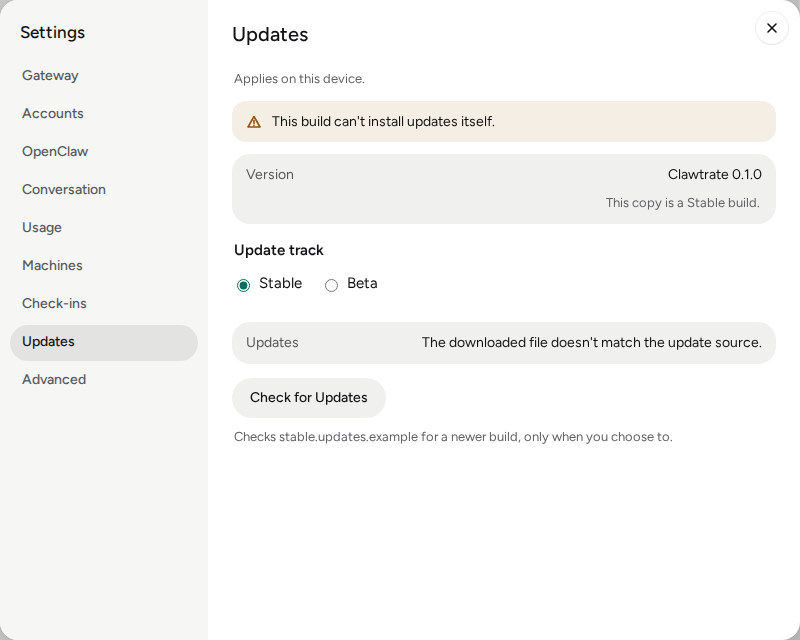 Settings
Gateway
Accounts
OpenClaw
Conversation
Usage
Machines
Check-ins
Updates
Advanced
Updates
Applies on this device.
This build can't install updates itself.
Version
Clawtrate 0.1.0
This copy is a Stable build.
Update track
Stable
Beta
Updates
The downloaded file doesn't match the update source.
Check for Updates
Checks stable.updates.example for a newer build, only when you choose to.